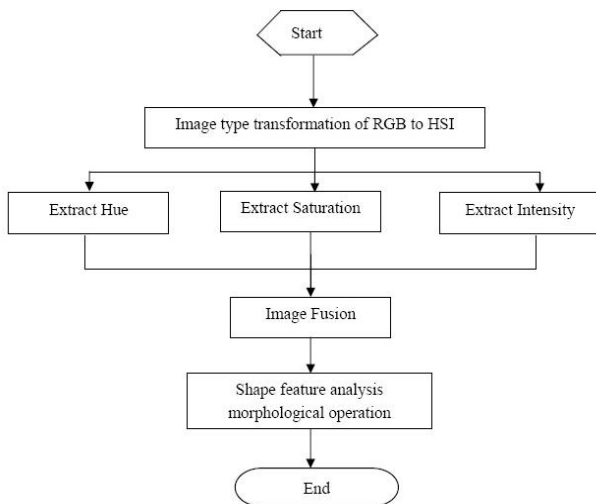 Start
Image type transformation of RGB to HSI
Extract Hue
Extract Saturation
Extract Intensity
Image Fusion
Shape feature analysis
morphological operation
End